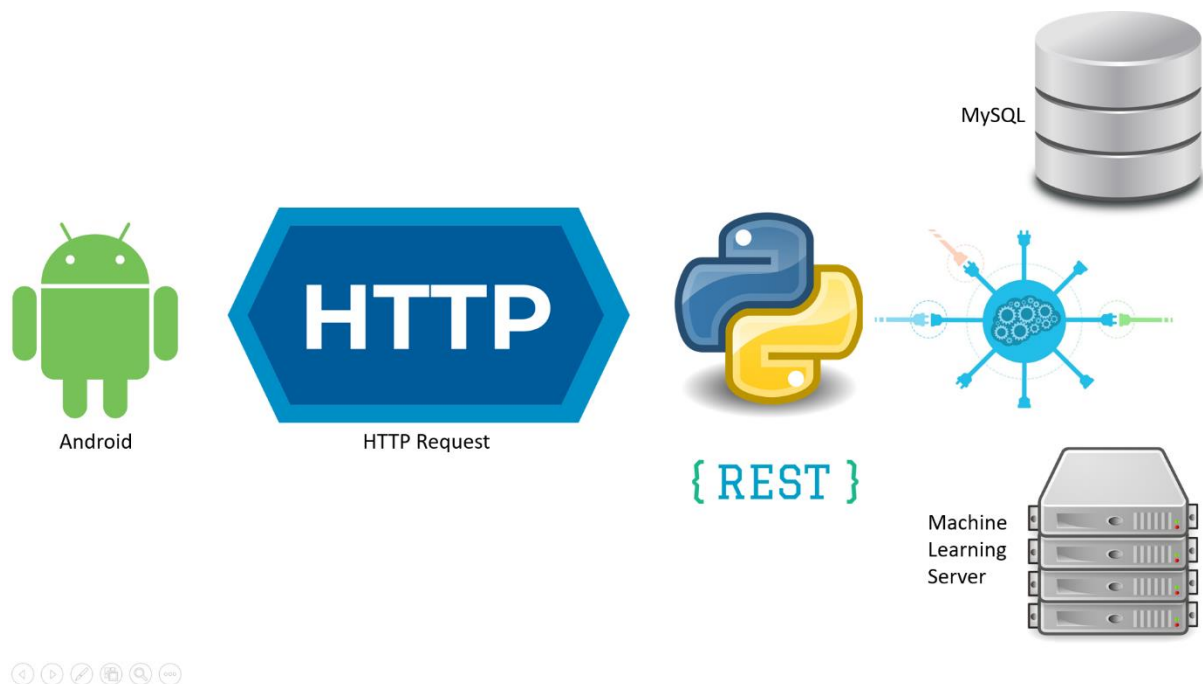 MySQL
HTTP
Android
HTTP Request
{ REST }
Machine
Learning
Server